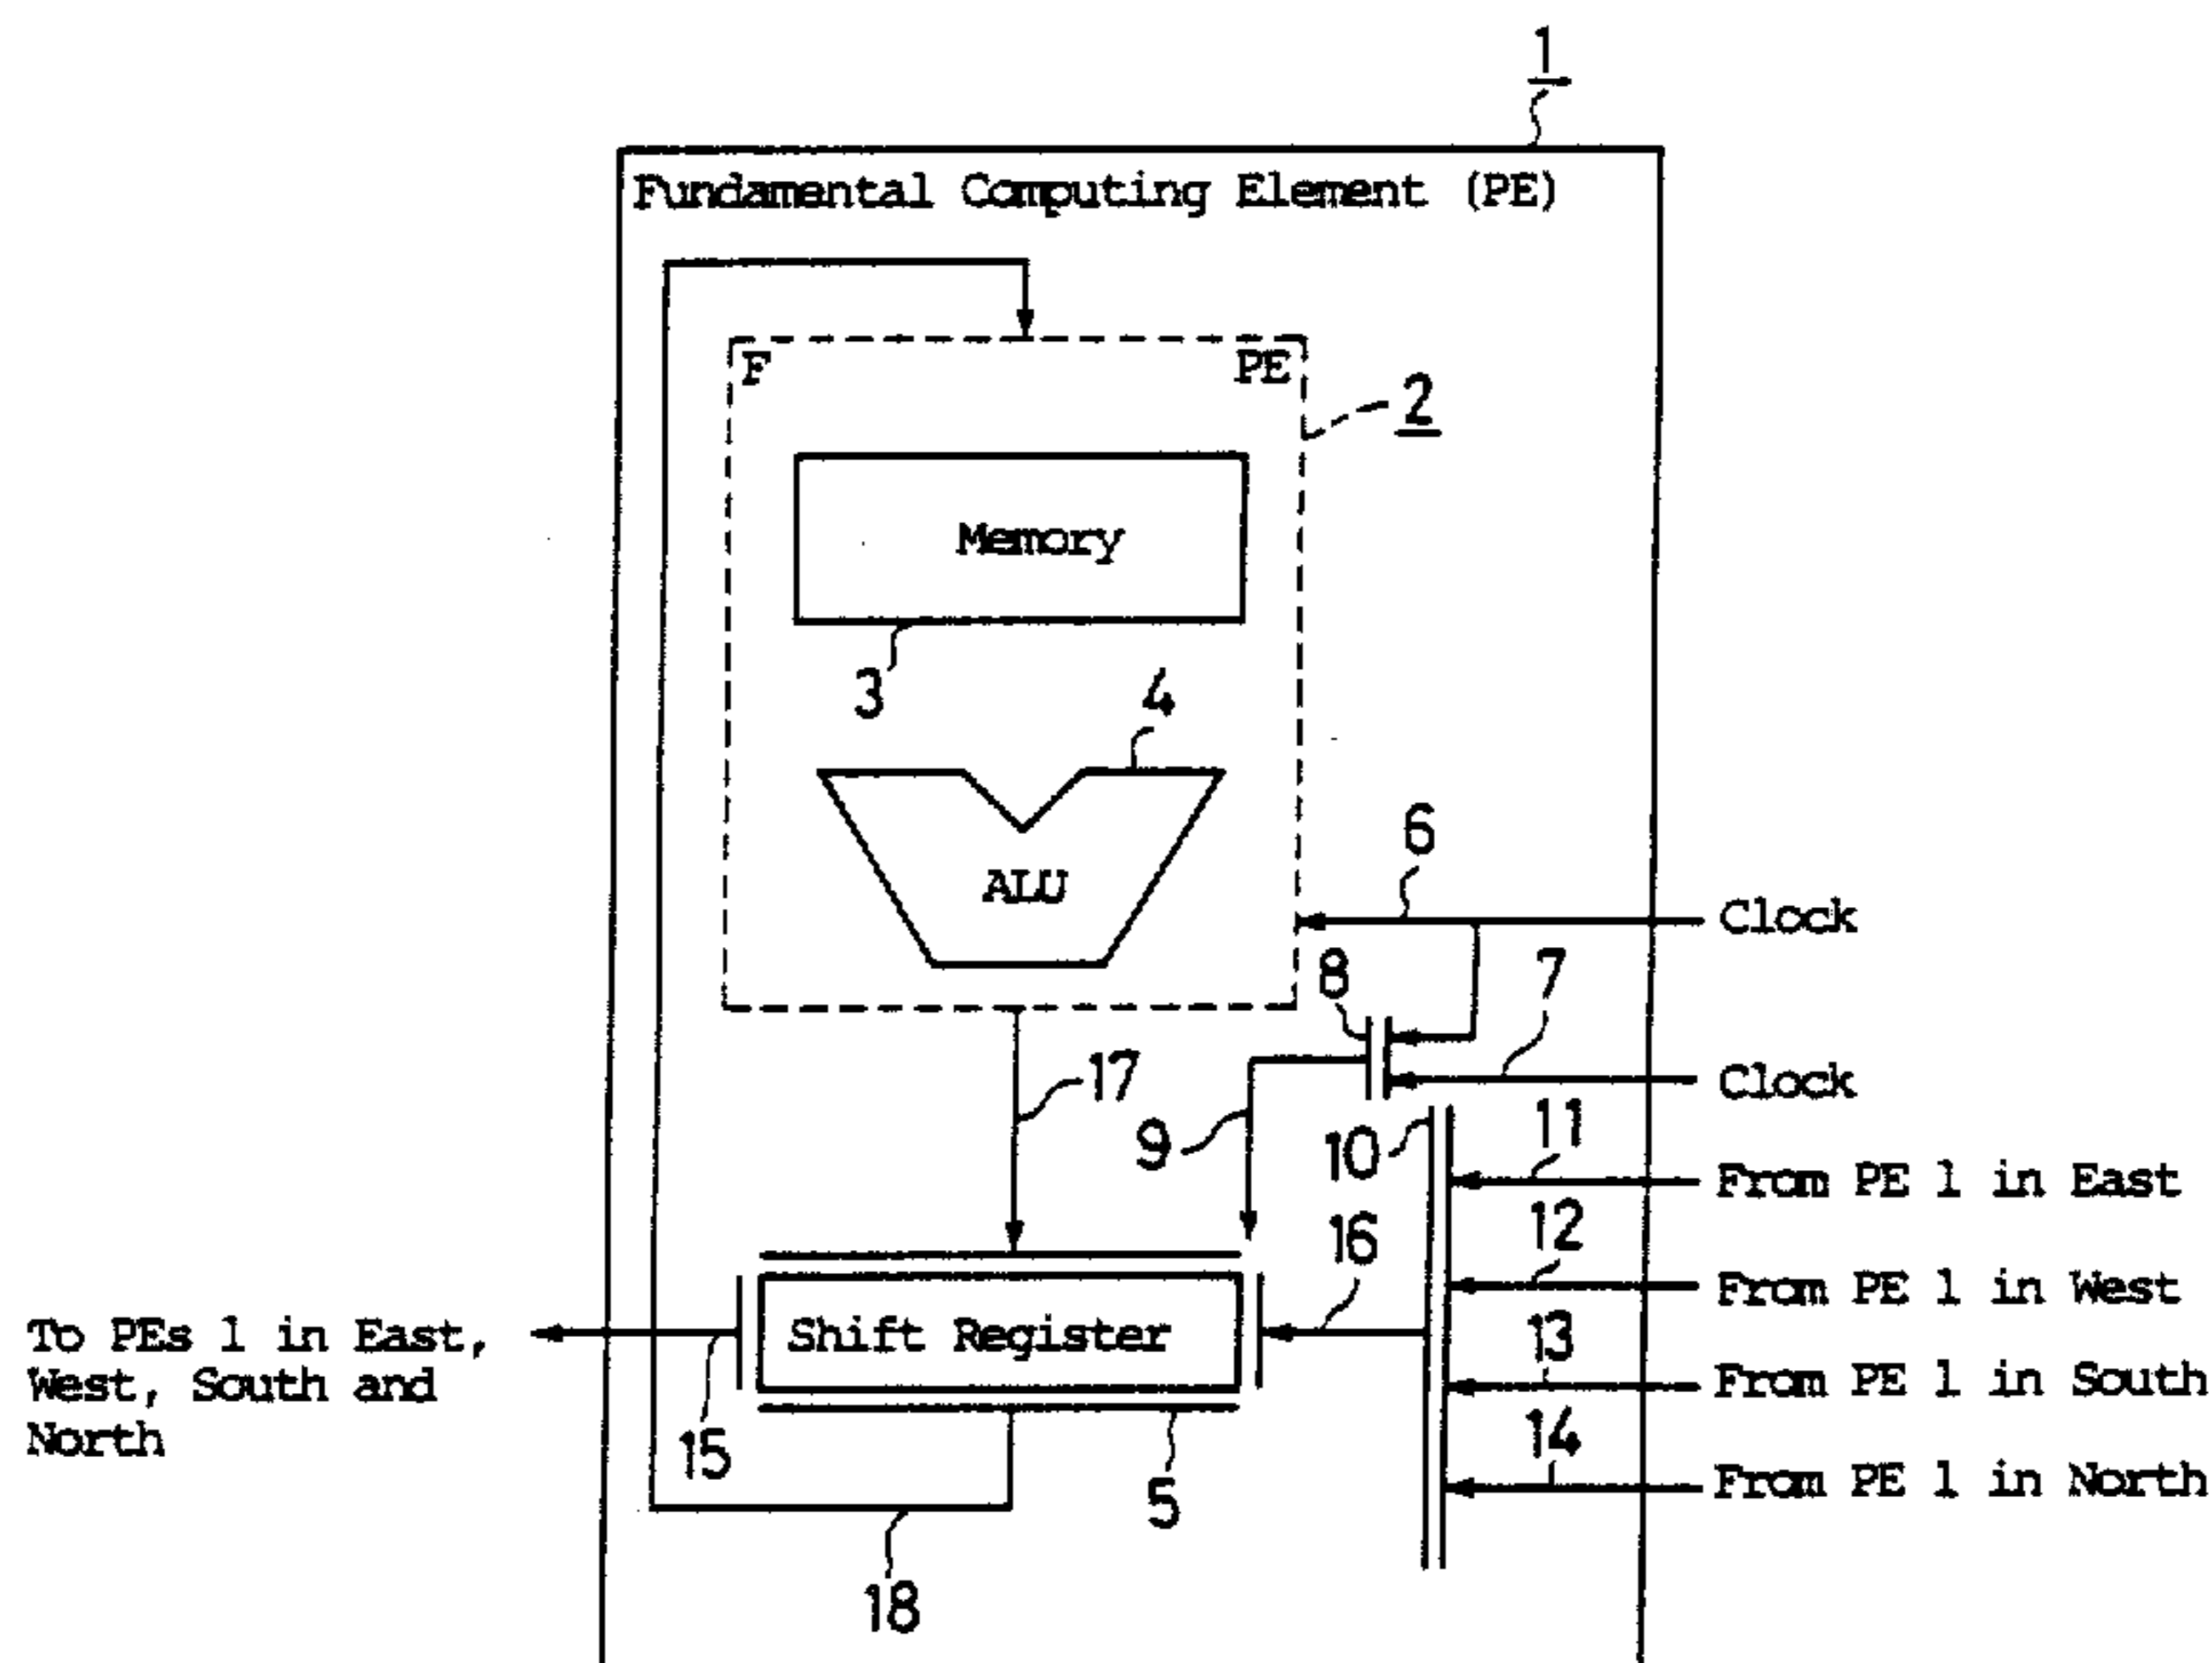 1
Fundamental Computing Element (PE)
F PE
2
Memory
3
4
ALU
6
Clock
8
7
17
Clock
9
10
11
From PE 1 in East
16
12
From PE 1 in West
13
Shift Register
To PEs 1 in East,
West, South and
North
From PE 1 in South
14
15
5
From PE 1 in North
18